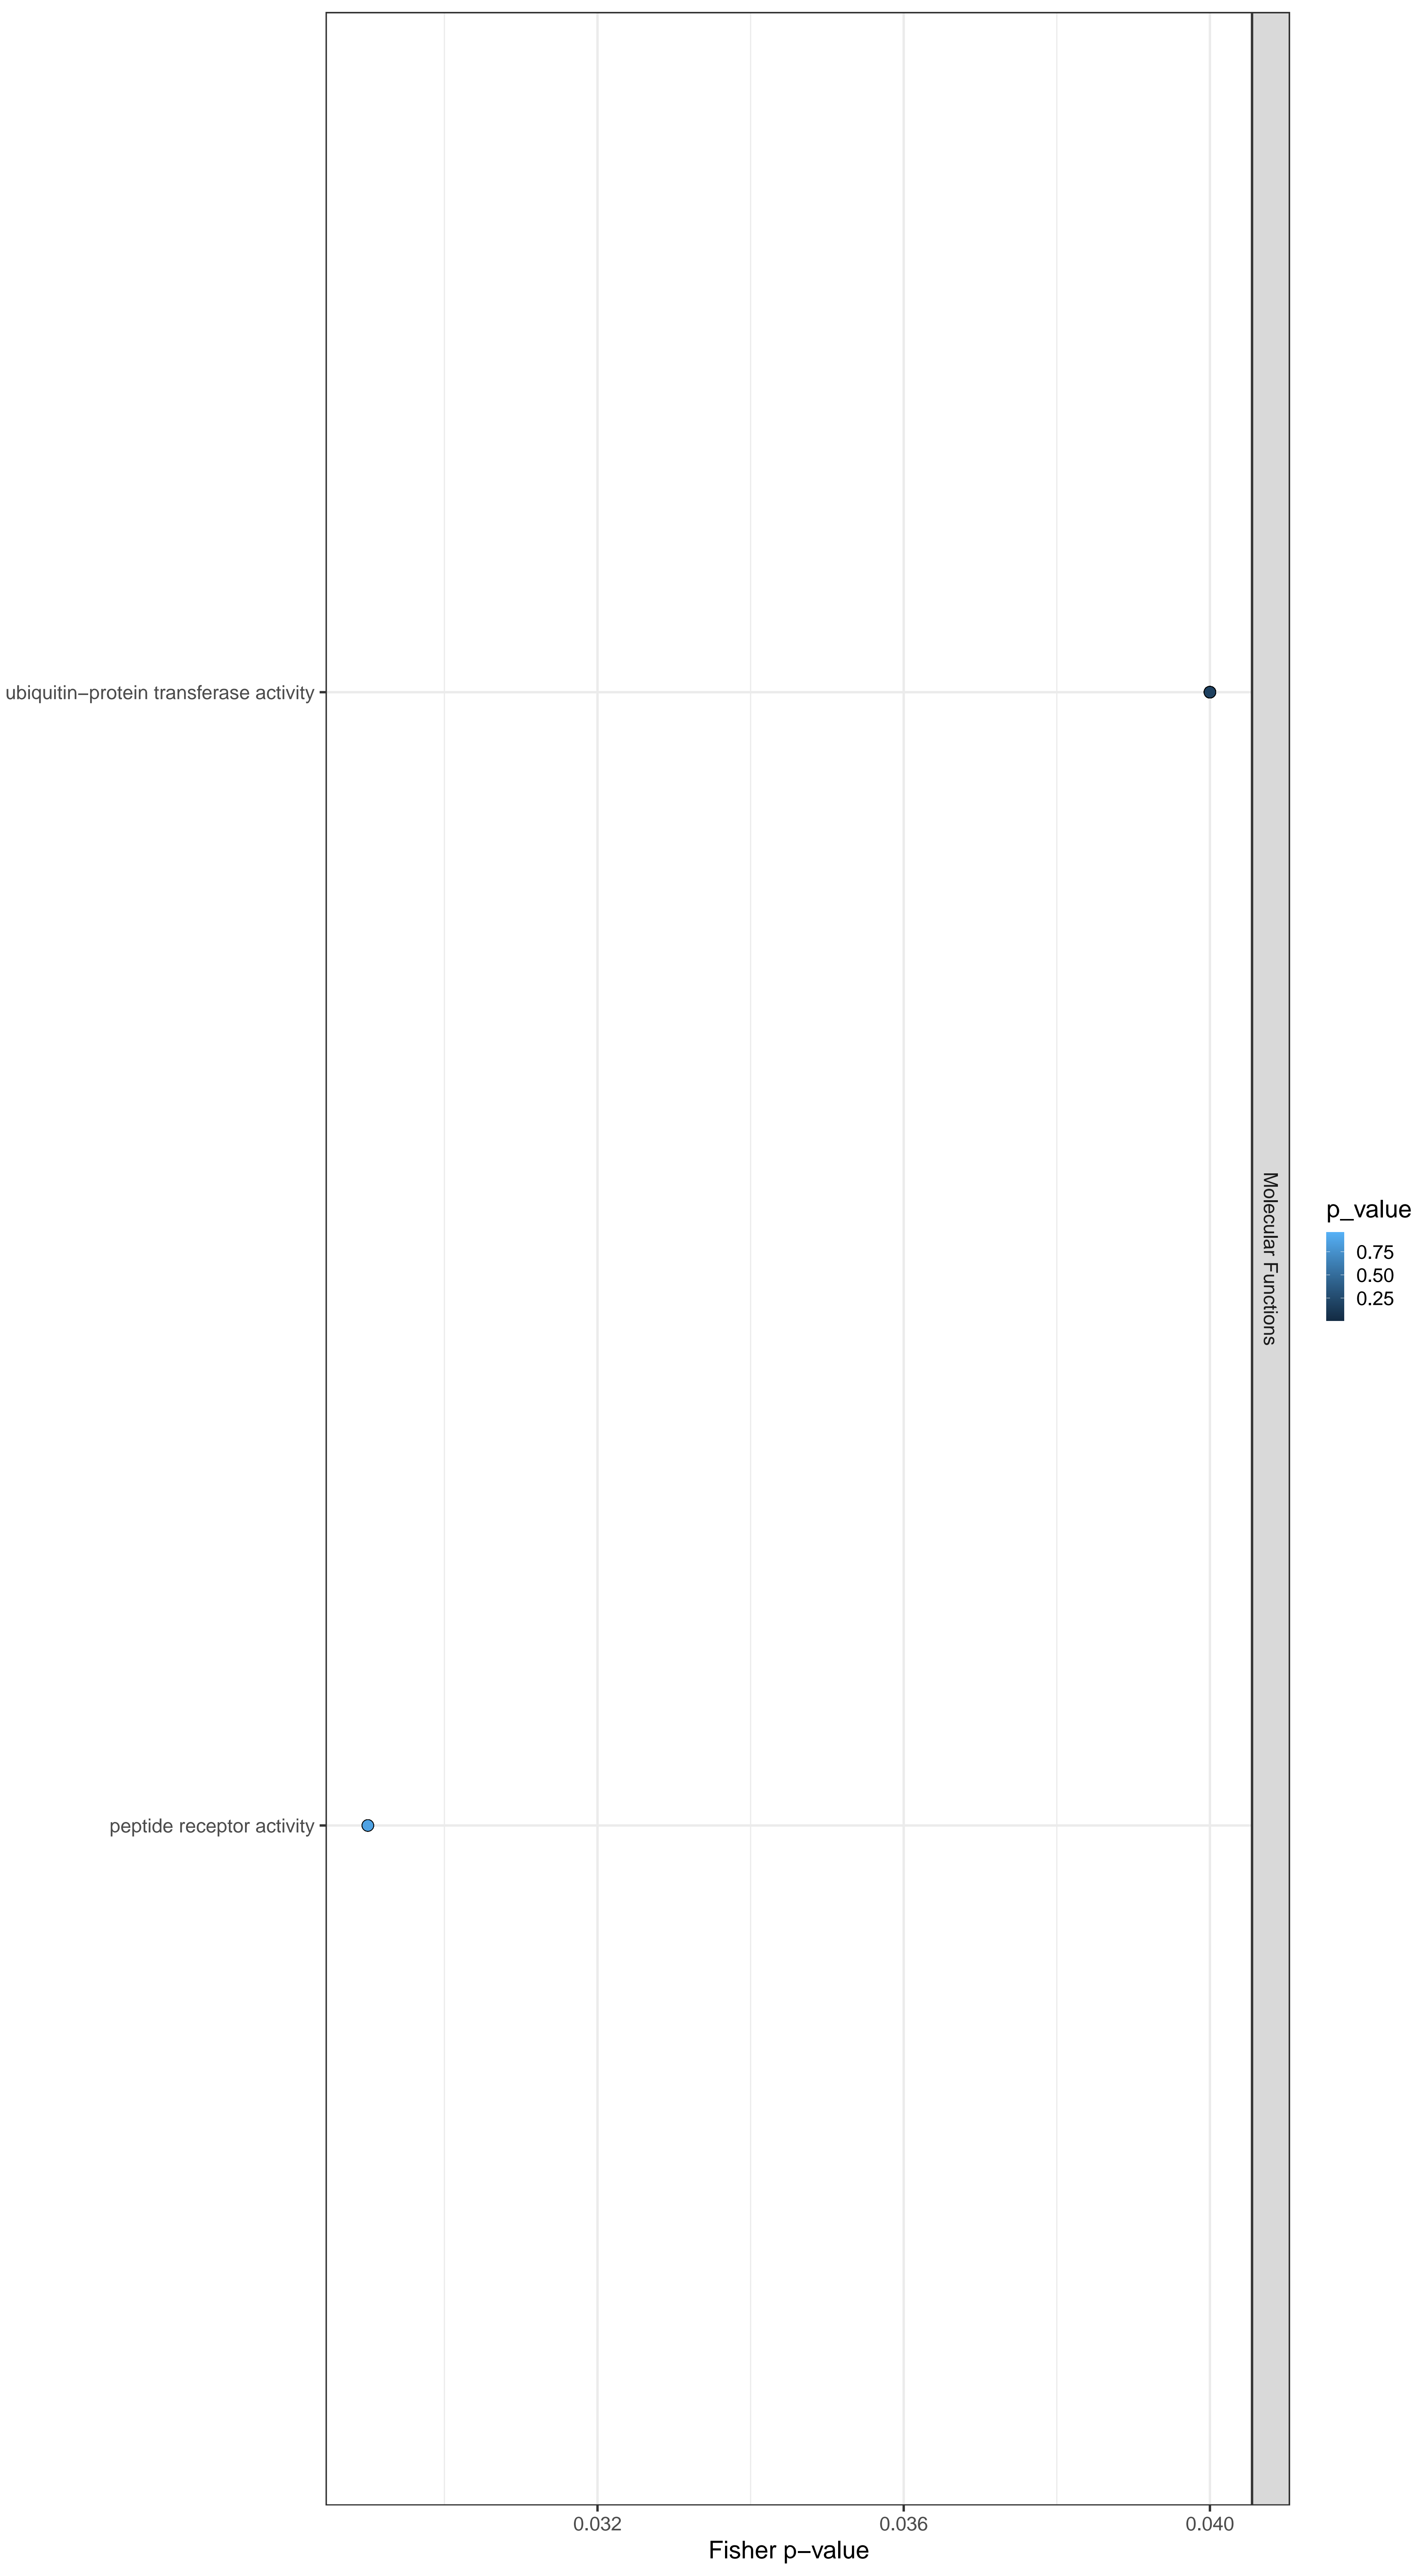 ubiquitin−protein transferase activity
peptide receptor activity
0.032
0.036
0.040
Fisher p−value
Molecular Functions
p_value
0.75
0.50
0.25